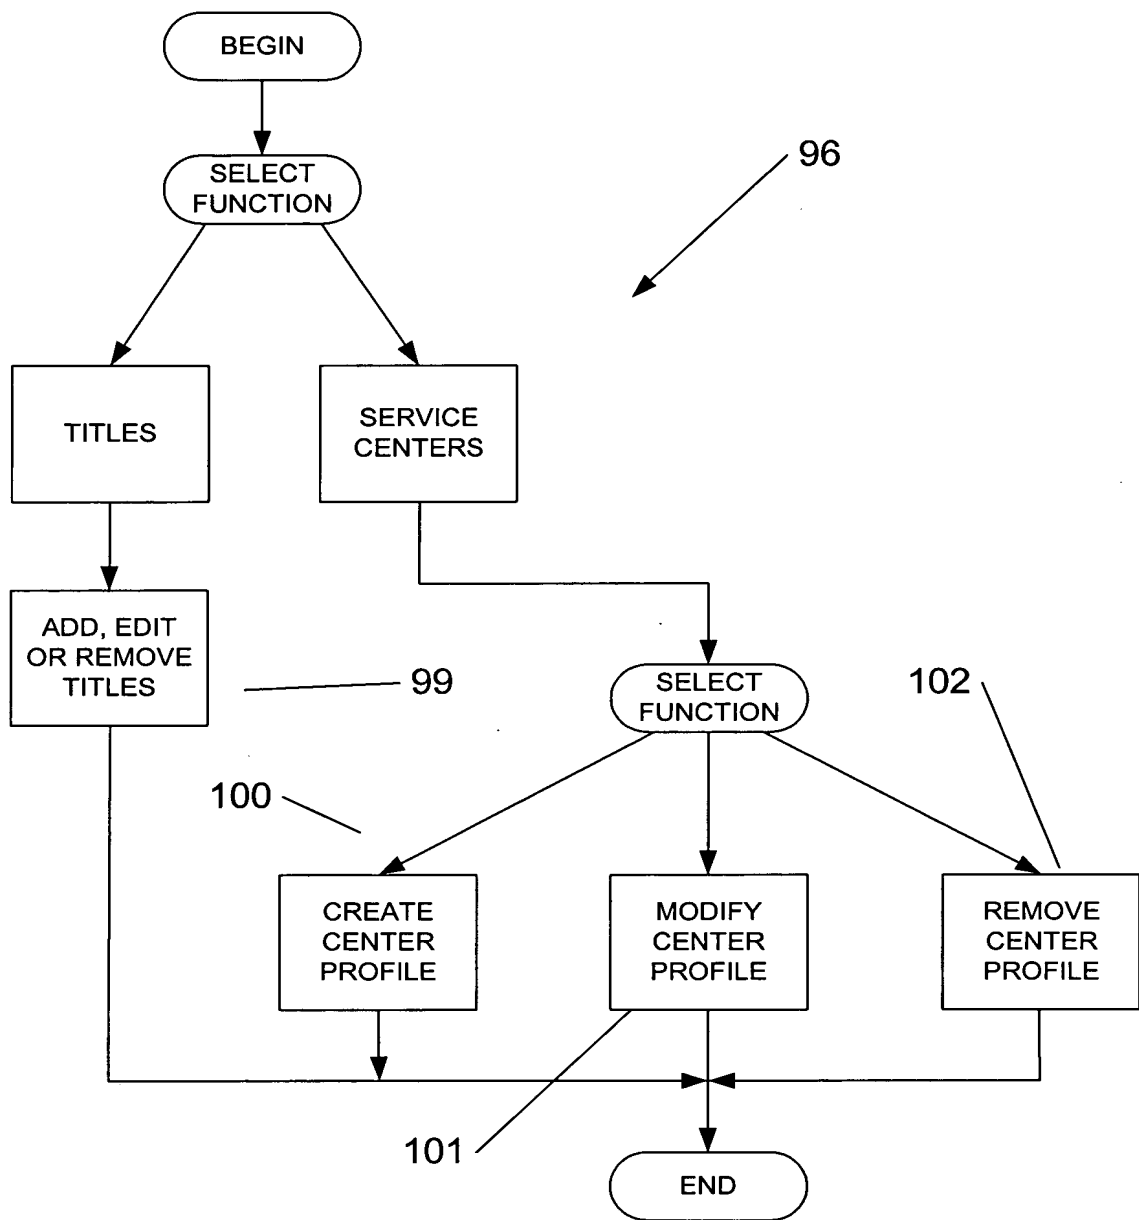 BEGIN
SELECT
FUNCTION
96
TITLES
SERVICE
CENTERS
ADD, EDIT
OR REMOVE
TITLES
99
SELECT
FUNCTION
102
100
CREATE
CENTER
PROFILE
MODIFY
CENTER
PROFILE
REMOVE
CENTER
PROFILE
101
END